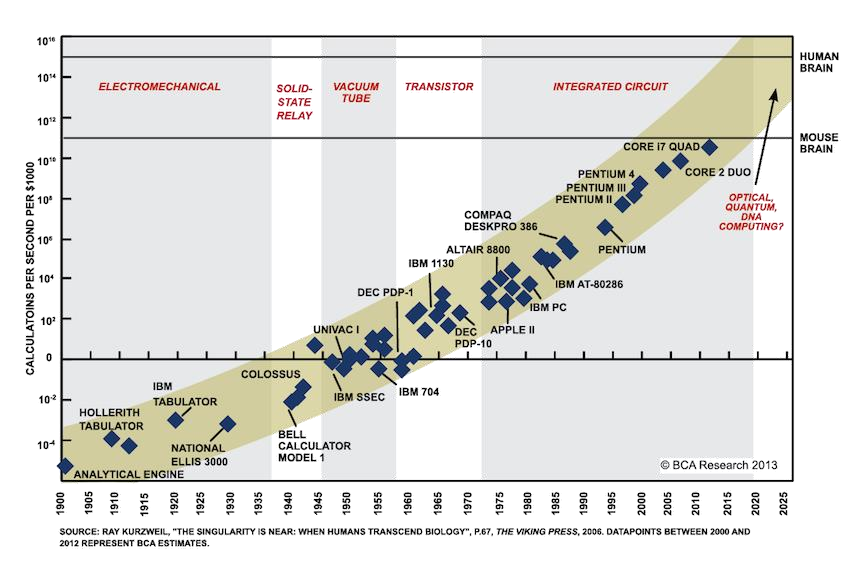 10^16
10^14
10^12
10^10
10^8
10^6
10^4
10^2
0
10^-2
10^-4
CALCULATOINS PER SECOND PER $1000
ELECTROMECHANICAL
SOLID-
STATE
RELAY
VACUUM
TUBE
TRANSISTOR
INTEGRATED CIRCUIT
HUMAN
BRAIN
MOUSE
BRAIN
OPTICAL,
QUANTUM,
DNA
COMPUTING?
CORE i7 QUAD
CORE 2 DUO
PENTIUM 4
PENTIUM III
PENTIUM II
PENTIUM
COMPAQ
DESKPRO 386
ALTAIR 8800
IBM AT-80286
IBM 1130
IBM PC
DEC PDP-1
APPLE II
DEC
PDP-10
UNIVAC I
IBM 704
IBM SSEC
COLOSSUS
IBM
TABULATOR
HOLLERITH
TABULATOR
BELL
CALCULATOR
MODEL 1
NATIONAL
ELLIS 3000
ANALYTICAL ENGINE
© BCA Research 2013
1900
1905
1910
1915
1920
1925
1930
1935
1940
1945
1950
1955
1960
1965
1970
1975
1980
1985
1990
1995
2000
2005
2010
2015
2020
2025
SOURCE: RAY KURZWEIL, "THE SINGULARITY IS NEAR: WHEN HUMANS TRANSCEND BIOLOGY", P.67, THE VIKING PRESS, 2006. DATAPOINTS BETWEEN 2000 AND
2012 REPRESENT BCA ESTIMATES.